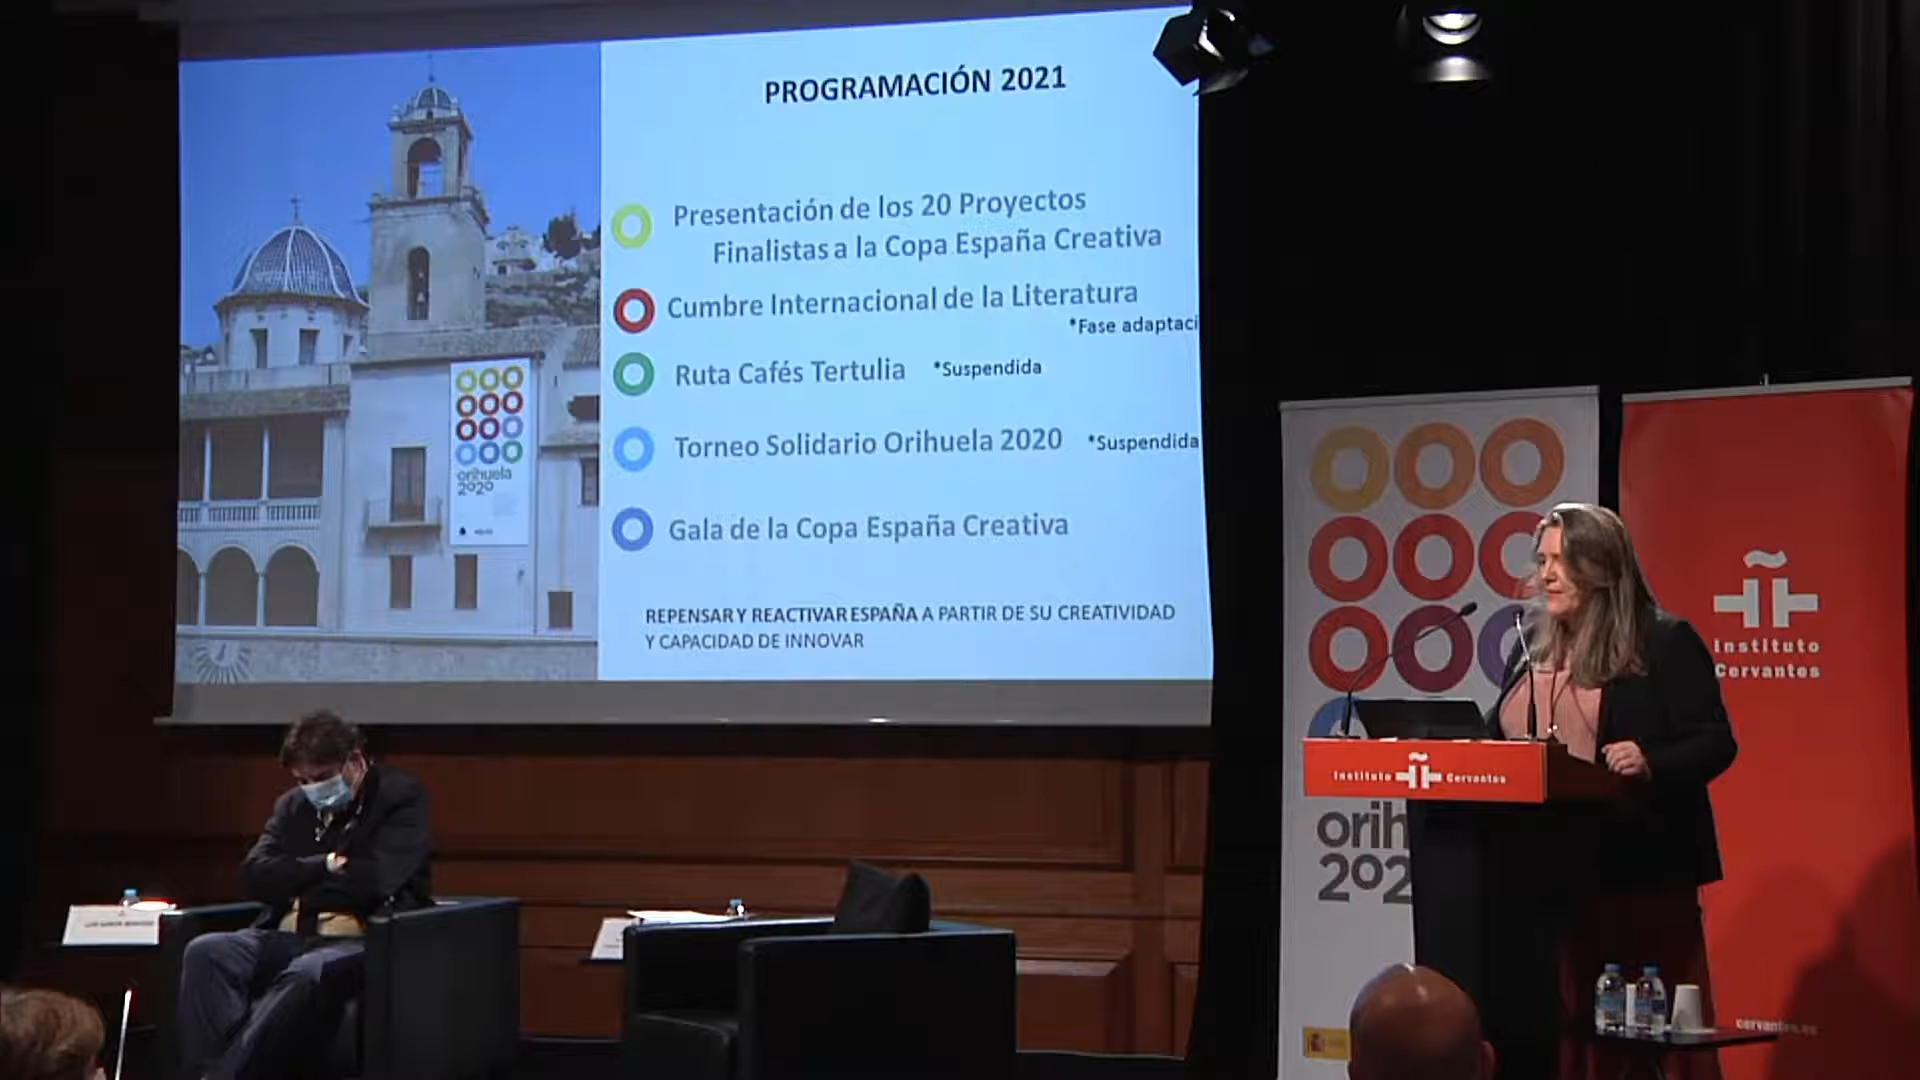 PROGRAMACIÓN 2021
Presentación de los 20 Proyectos
Finalistas a la Copa España Creativa
Cumbre Internacional de la Literatura
*Fase adaptaci
Ruta Cafés Tertulia *Suspendida
Torneo Solidario Orihuela 2020 *Suspendida
Gala de la Copa España Creativa
REPENSAR Y REACTIVAR ESPAÑA A PARTIR DE SU CREATIVIDAD
Y CAPACIDAD DE INNOVAR
orihuela
2020
Instituto
Cervantes
Instituto Cervantes
orih
202
cervantes.es